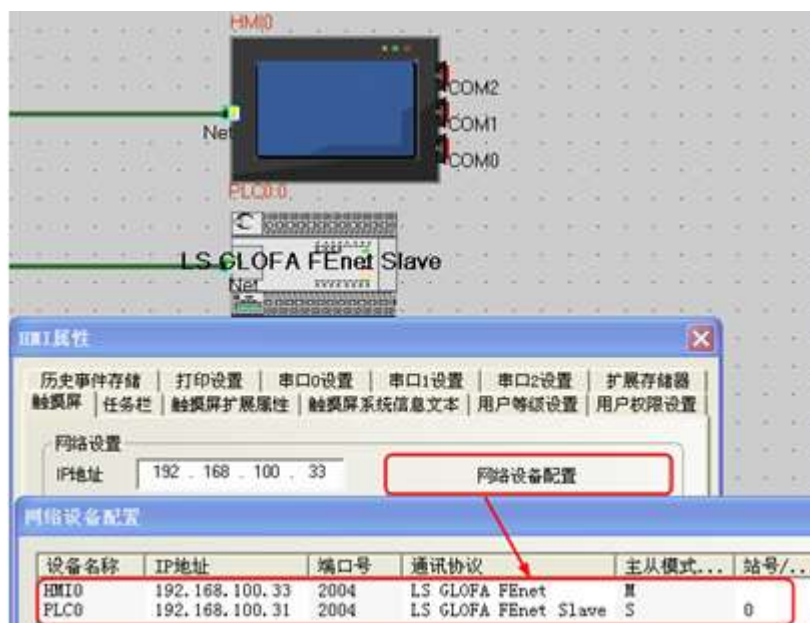 HMI0
COM2
Net
COM1
COM0
PLC0:0
LS GLOFA FEnet Slave
Net
HMI属性
历史事件存储 打印设置 串口0设置 串口1设置 串口2设置 扩展存储器
触摸屏 任务栏 触摸屏扩展属性 触摸屏系统信息文本 用户等级设置 用户权限设置
网络设置
IP地址 192 . 168 . 100 . 33 网络设备配置
网络设备配置
设备名称 IP地址 端口号 通讯协议 主从模式... 站号/...
HMI0 192.168.100.33 2004 LS GLOFA FEnet M
PLC0 192.168.100.31 2004 LS GLOFA FEnet Slave S 0